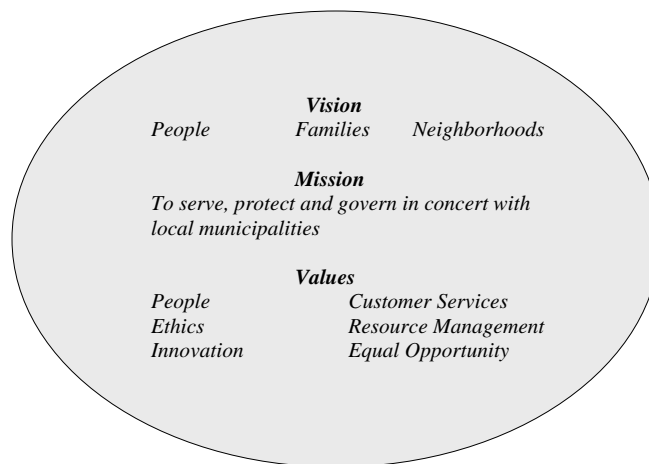 Vision
People Families Neighborhoods
Mission
To serve, protect and govern in concert with
local municipalities
Values
People Customer Services
Ethics Resource Management
Innovation Equal Opportunity